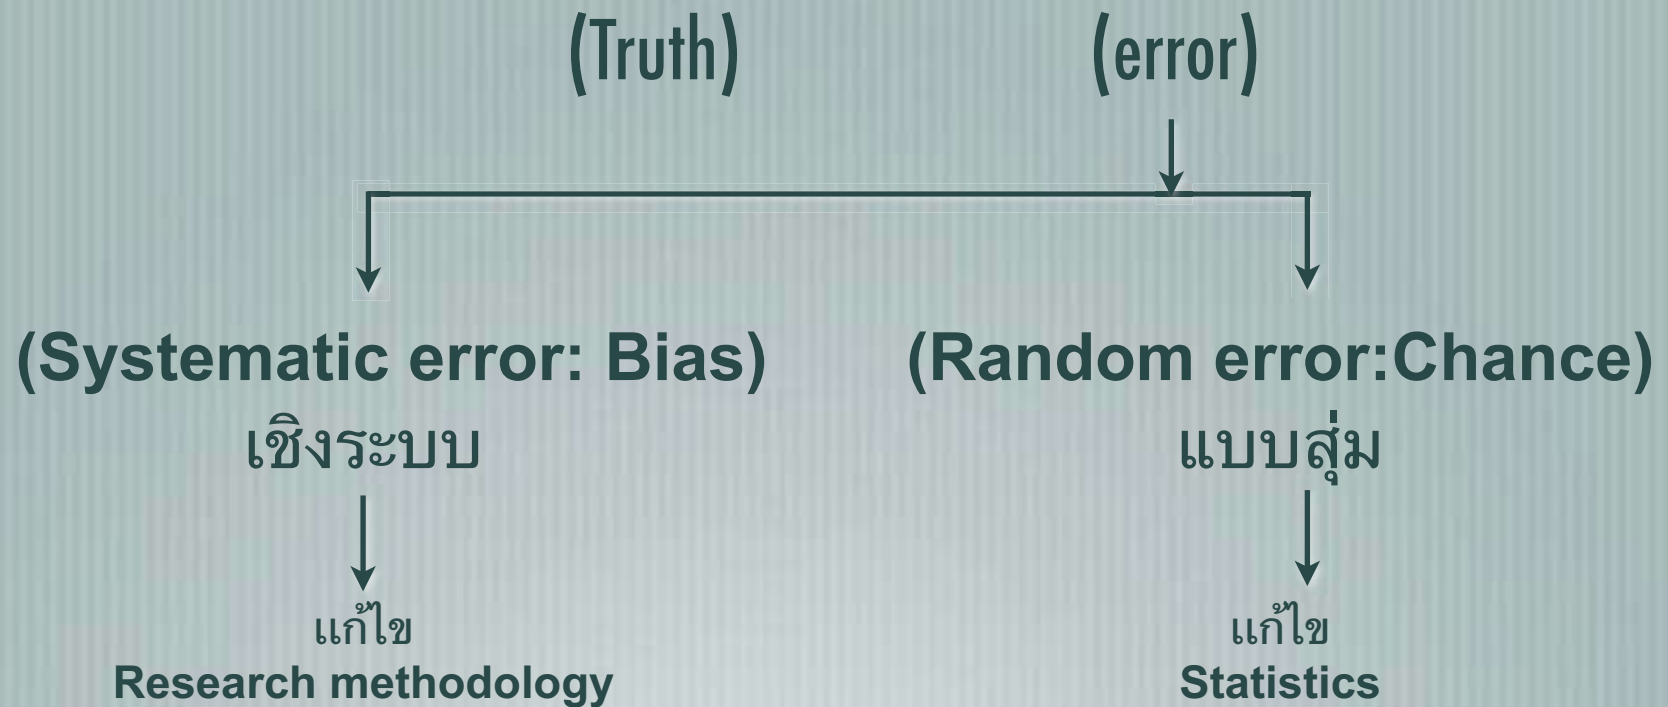 (Truth) (error)
(Systematic error: Bias) (Random error:Chance)
เชิงระบบ แบบสุ่ม
แก้ไข แก้ไข
Research methodology Statistics